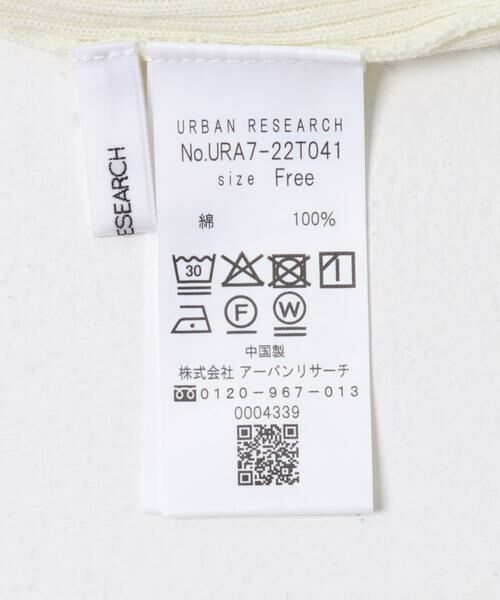 URBAN RESEARCH
No.URA7-22T041
size Free
綿 100%
30
F W
中国製
株式会社 アーバンリサーチ
0120-967-013
0004339
RESEARCH